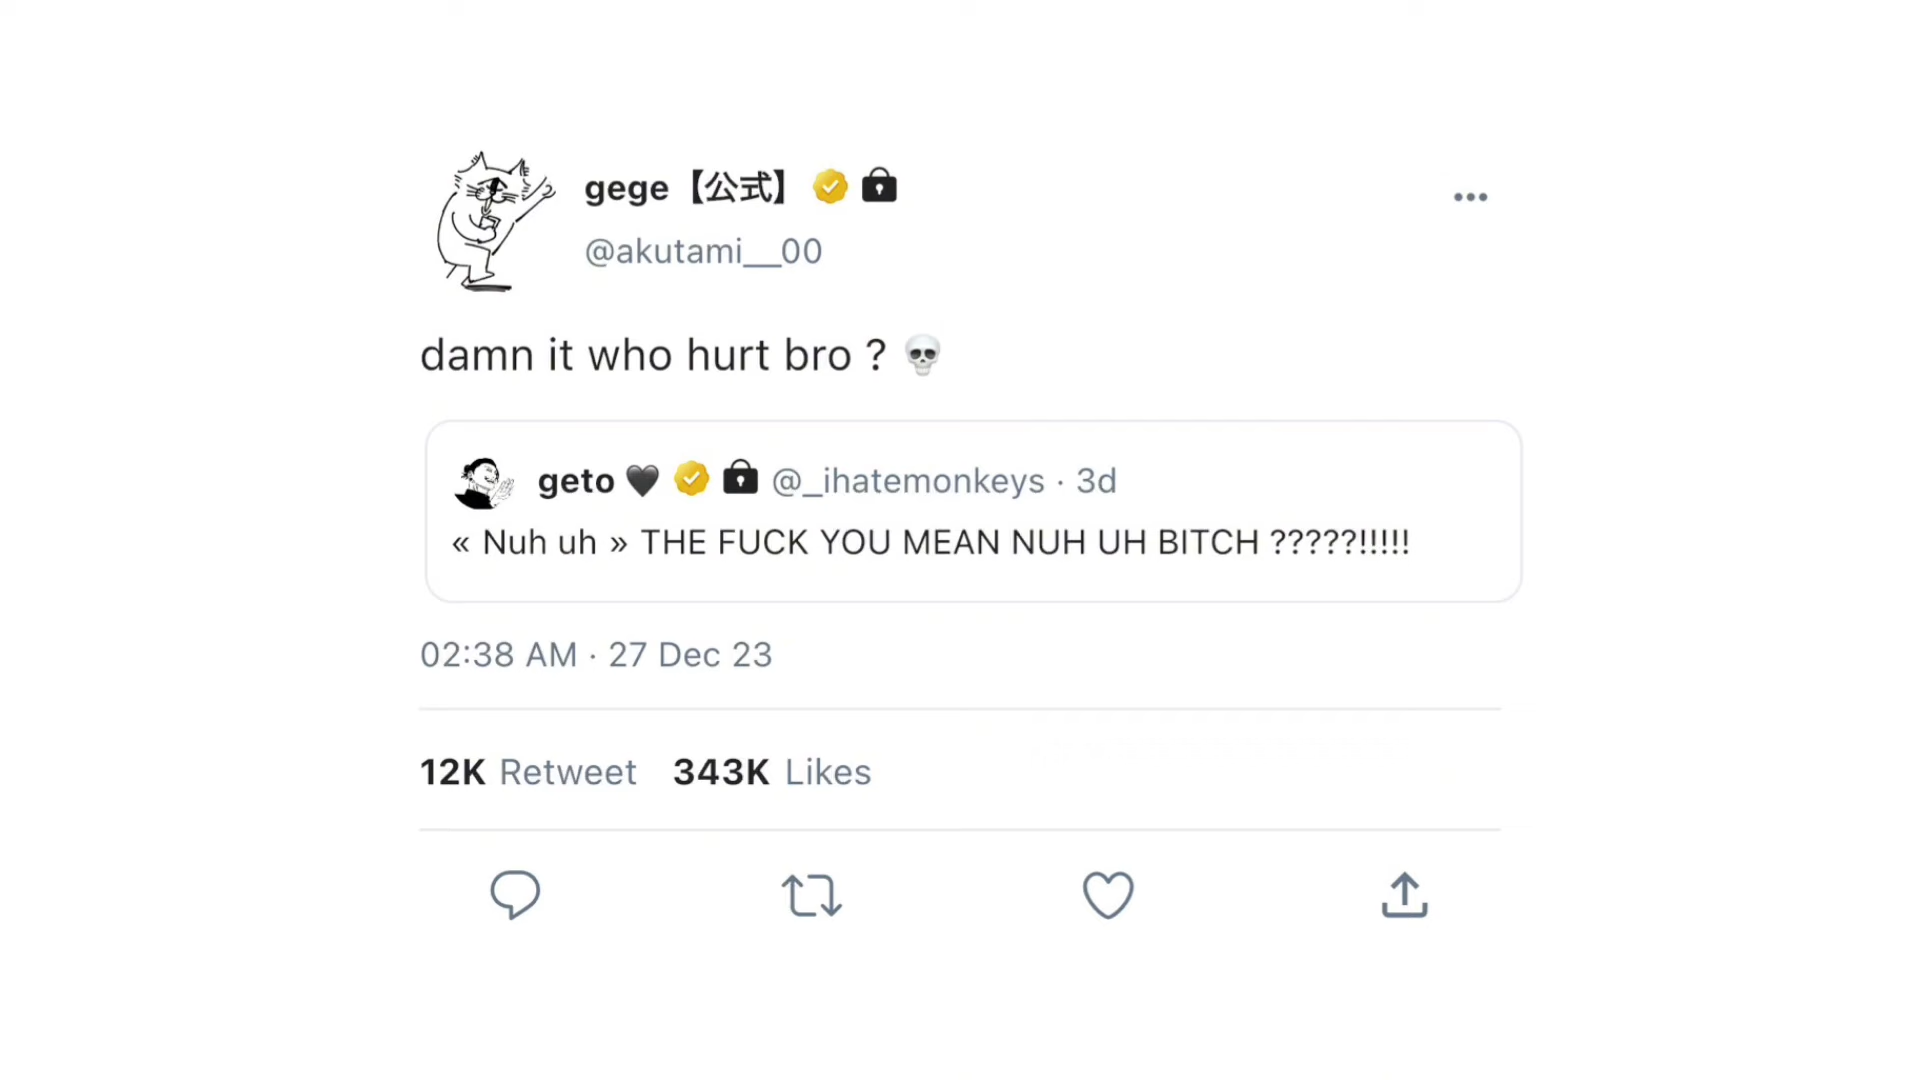 gege【公式】
@akutami__00
damn it who hurt bro ? 💀
geto 🖤 @_ihatemonkeys · 3d
« Nuh uh » THE FUCK YOU MEAN NUH UH BITCH ?????!!!!!
02:38 AM · 27 Dec 23
12K Retweet 343K Likes